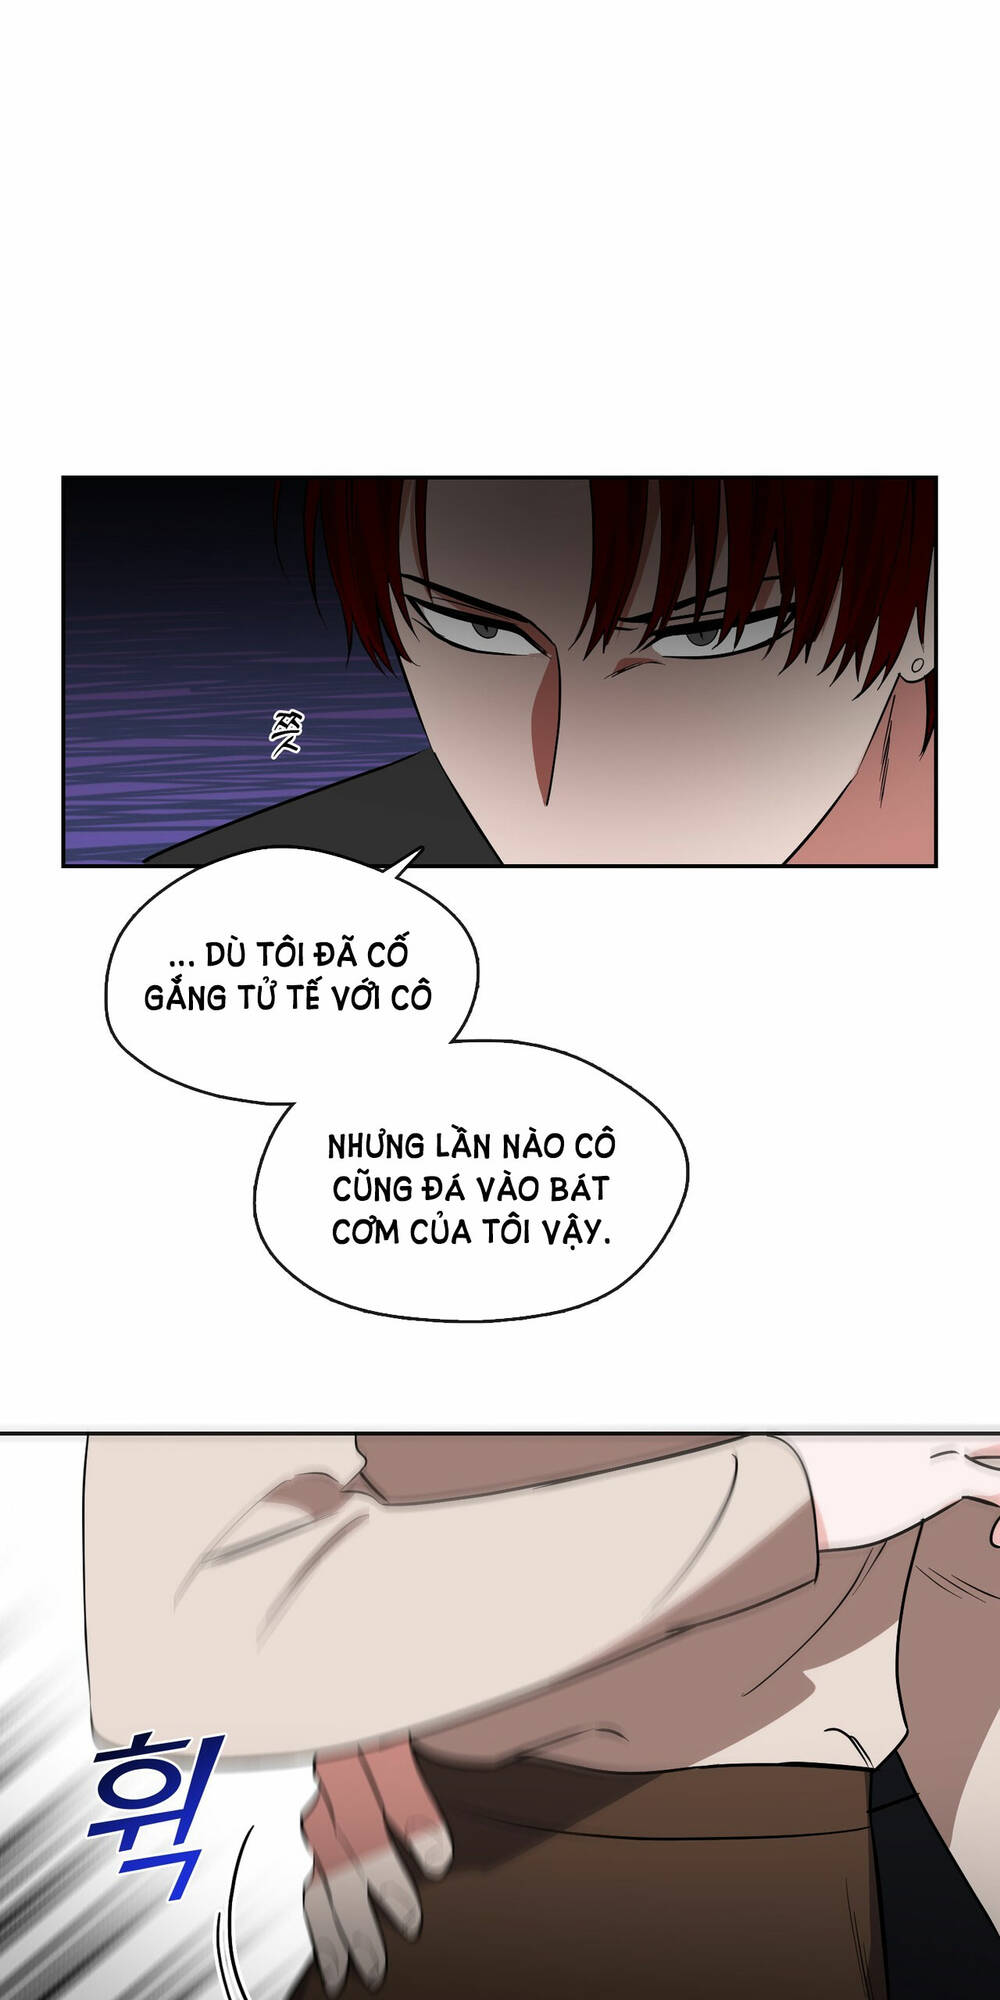 쯧
... DÙ TÔI ĐÃ CỐ
GẮNG TỬ TẾ VỚI CÔ
NHƯNG LẦN NÀO CÔ
CŨNG ĐÁ VÀO BÁT
CƠM CỦA TÔI VẬY.
휙